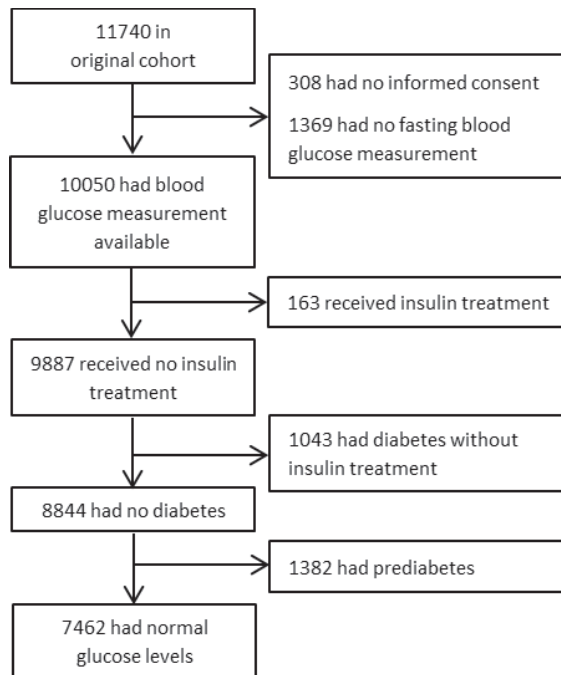 11740 in
original cohort
308 had no informed consent
1369 had no fasting blood
glucose measurement
10050 had blood
glucose measurement
available
163 received insulin treatment
9887 received no insulin
treatment
1043 had diabetes without
insulin treatment
8844 had no diabetes
1382 had prediabetes
7462 had normal
glucose levels